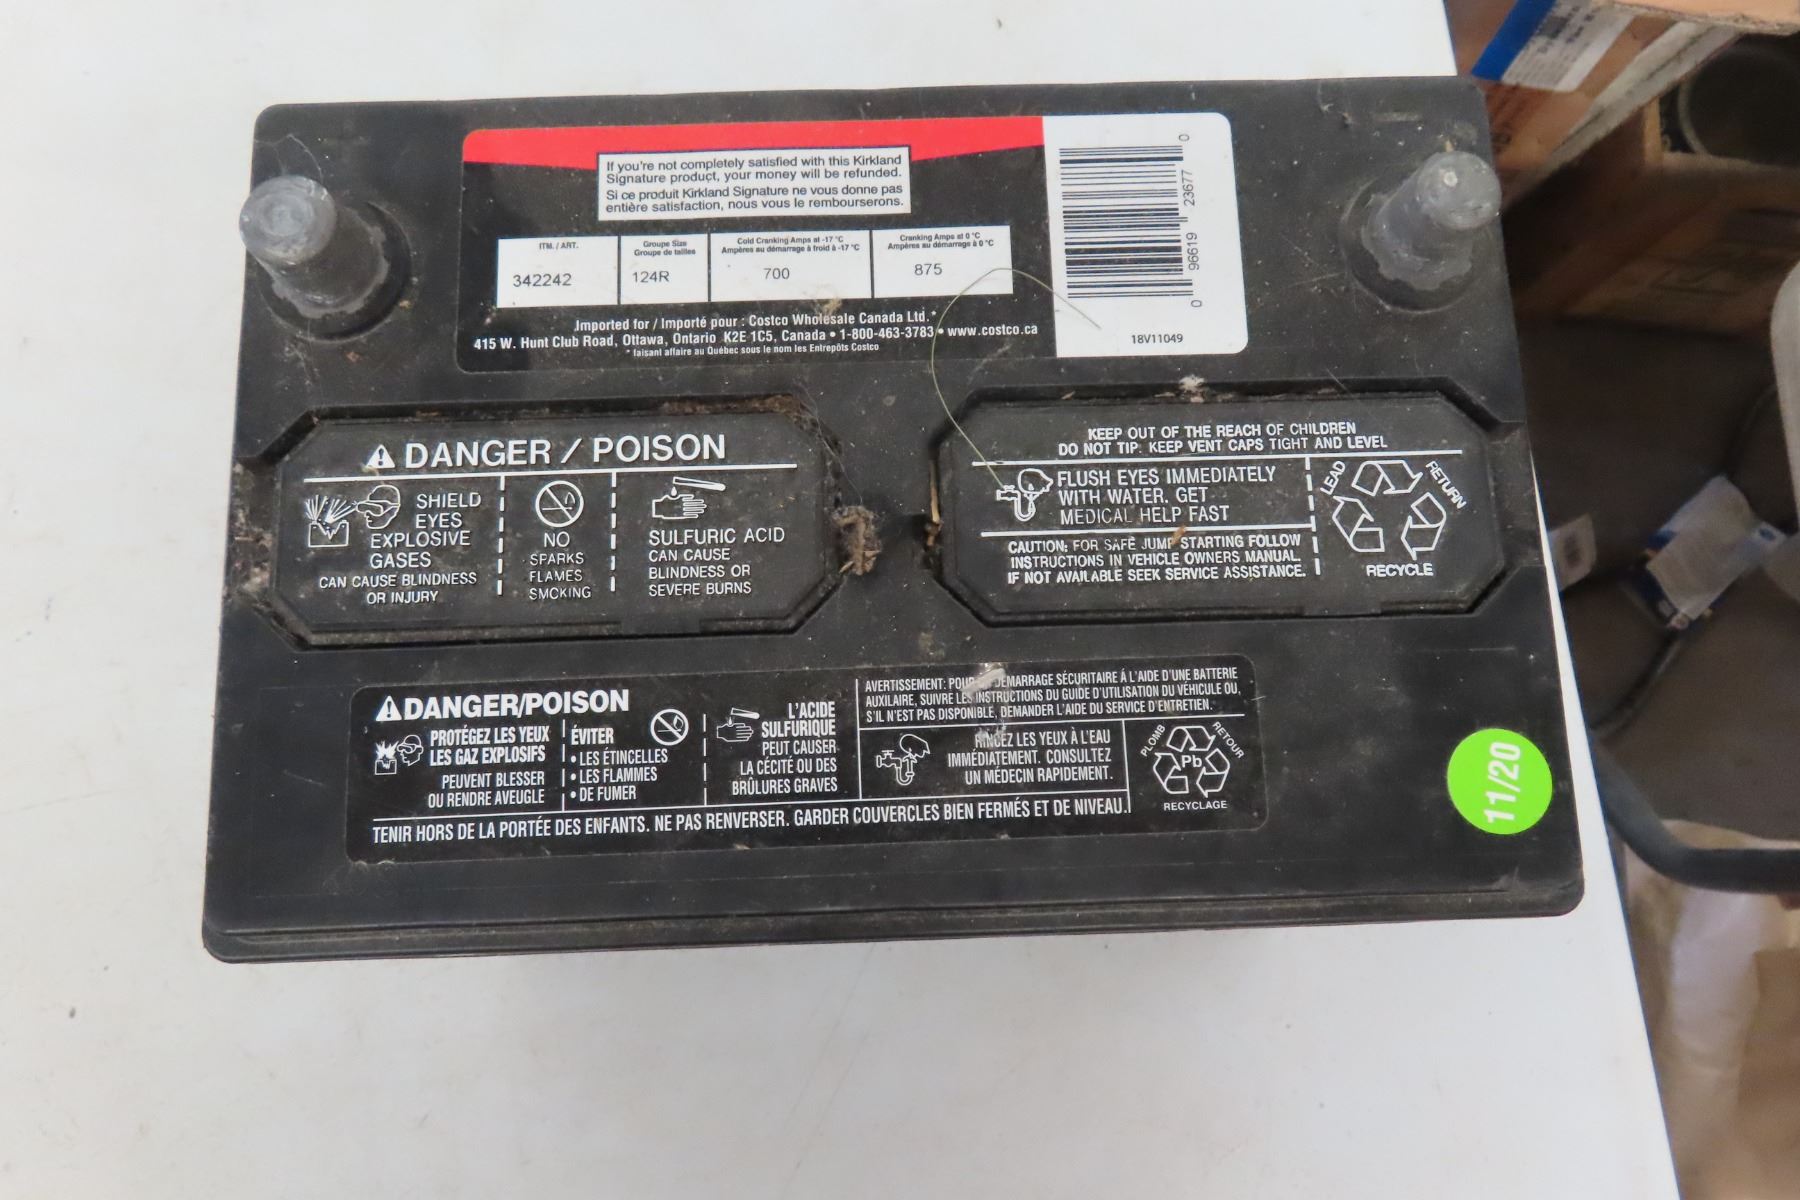 If you're not completely satisfied with this Kirkland
Signature product, your money will be refunded.
Si ce produit Kirkland Signature ne vous donne pas
entière satisfaction, nous vous le rembourserons.
ITM. / ART.
342242
Groupe Size
Groupe de tailles
124R
Cold Cranking Amps at -17 °C
Ampères au démarrage à froid à -17 °C
700
Cranking Amps at 0 °C
Ampères au démarrage à 0 °C
875
Imported for / Importé pour : Costco Wholesale Canada Ltd.*
415 W. Hunt Club Road, Ottawa, Ontario K2E 1C5, Canada • 1-800-463-3783 • www.costco.ca
* faisant affaire au Québec sous le nom les Entrepôts Costco
0 96619 23677 0
18V11049
DANGER / POISON
SHIELD
EYES
EXPLOSIVE
GASES
CAN CAUSE BLINDNESS
OR INJURY
NO
SPARKS
FLAMES
SMOKING
SULFURIC ACID
CAN CAUSE
BLINDNESS OR
SEVERE BURNS
KEEP OUT OF THE REACH OF CHILDREN
DO NOT TIP. KEEP VENT CAPS TIGHT AND LEVEL
FLUSH EYES IMMEDIATELY
WITH WATER. GET
MEDICAL HELP FAST
CAUTION: FOR SAFE JUMP STARTING FOLLOW
INSTRUCTIONS IN VEHICLE OWNERS MANUAL.
IF NOT AVAILABLE SEEK SERVICE ASSISTANCE.
LEAD
RETURN
RECYCLE
DANGER/POISON
PROTÉGEZ LES YEUX
LES GAZ EXPLOSIFS
PEUVENT BLESSER
OU RENDRE AVEUGLE
ÉVITER
• LES ÉTINCELLES
• LES FLAMMES
• DE FUMER
L'ACIDE
SULFURIQUE
PEUT CAUSER
LA CÉCITÉ OU DES
BRÛLURES GRAVES
AVERTISSEMENT: POUR DEMARRAGE SÉCURITAIRE À L'AIDE D'UNE BATTERIE
AUXILAIRE, SUIVRE LES INSTRUCTIONS DU GUIDE D'UTILISATION DU VÉHICULE OU,
S'IL N'EST PAS DISPONIBLE, DEMANDER L'AIDE DU SERVICE D'ENTRETIEN.
RINCEZ LES YEUX À L'EAU
IMMÉDIATEMENT. CONSULTEZ
UN MÉDECIN RAPIDEMENT.
PLOMB
RETOUR
Pb
RECYCLAGE
TENIR HORS DE LA PORTÉE DES ENFANTS. NE PAS RENVERSER. GARDER COUVERCLES BIEN FERMÉS ET DE NIVEAU.
11/20